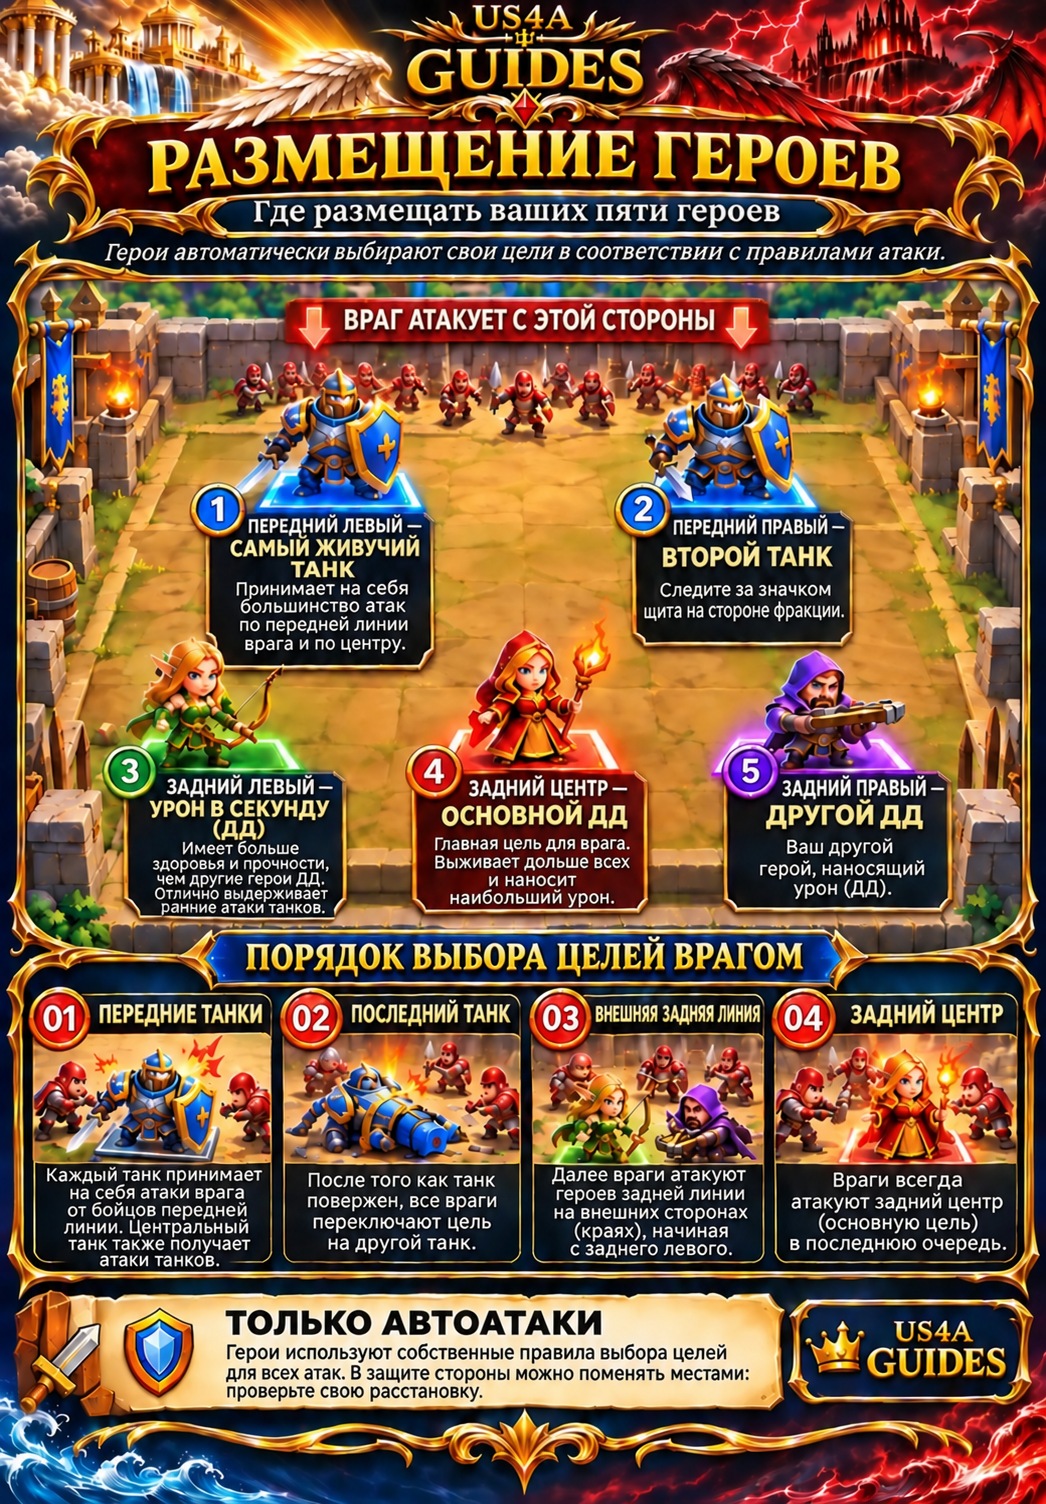 US4A
GUIDES
РАЗМЕЩЕНИЕ ГЕРОЕВ
Где размещать ваших пяти героев
Герои автоматически выбирают свои цели в соответствии с правилами атаки.
ВРАГ АТАКУЕТ С ЭТОЙ СТОРОНЫ
1
ПЕРЕДНИЙ ЛЕВЫЙ —
САМЫЙ ЖИВУЧИЙ
ТАНК
Принимает на себя
большинство атак
по передней линии
врага и по центру.
2
ПЕРЕДНИЙ ПРАВЫЙ —
ВТОРОЙ ТАНК
Следите за значком
щита на стороне фракции.
3
ЗАДНИЙ ЛЕВЫЙ —
УРОН В СЕКУНДУ
(ДД)
Имеет больше
здоровья и прочности,
чем другие герои ДД.
Отлично выдерживает
ранние атаки танков.
4
ЗАДНИЙ ЦЕНТР —
ОСНОВНОЙ ДД
Главная цель для врага.
Выживает дольше всех
и наносит
наибольший урон.
5
ЗАДНИЙ ПРАВЫЙ —
ДРУГОЙ ДД
Ваш другой
герой, наносящий
урон (ДД).
ПОРЯДОК ВЫБОРА ЦЕЛЕЙ ВРАГОМ
01 ПЕРЕДНИЕ ТАНКИ
Каждый танк принимает
на себя атаки врага
от бойцов передней
линии. Центральный
танк также получает
атаки танков.
02 ПОСЛЕДНИЙ ТАНК
После того как танк
повержен, все враги
переключают цель
на другой танк.
03 ВНЕШНЯЯ ЗАДНЯЯ ЛИНИЯ
Далее враги атакуют
героев задней линии
на внешних сторонах
(краях), начиная
с заднего левого.
04 ЗАДНИЙ ЦЕНТР
Враги всегда
атакуют задний центр
(основную цель)
в последнюю очередь.
ТОЛЬКО АВТОАТАКИ
Герои используют собственные правила выбора целей
для всех атак. В защите стороны можно поменять местами:
проверьте свою расстановку.
US4A
GUIDES